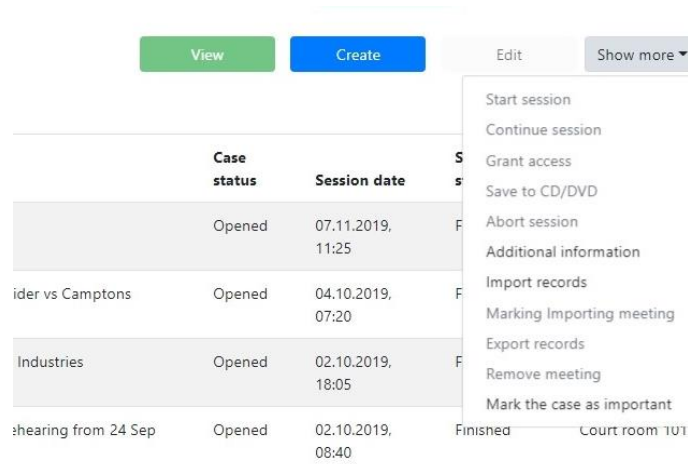 View Create Edit Show more
Start session
Continue session
Grant access
Save to CD/DVD
Abort session
Additional information
Import records
Marking Importing meeting
Export records
Remove meeting
Mark the case as important
Case status Session date
Opened 07.11.2019, 11:25
vs Camptons Opened 04.10.2019, 07:20
Industries Opened 02.10.2019, 18:05
from 24 Sep Opened 02.10.2019, 08:40 Finished Court room 101